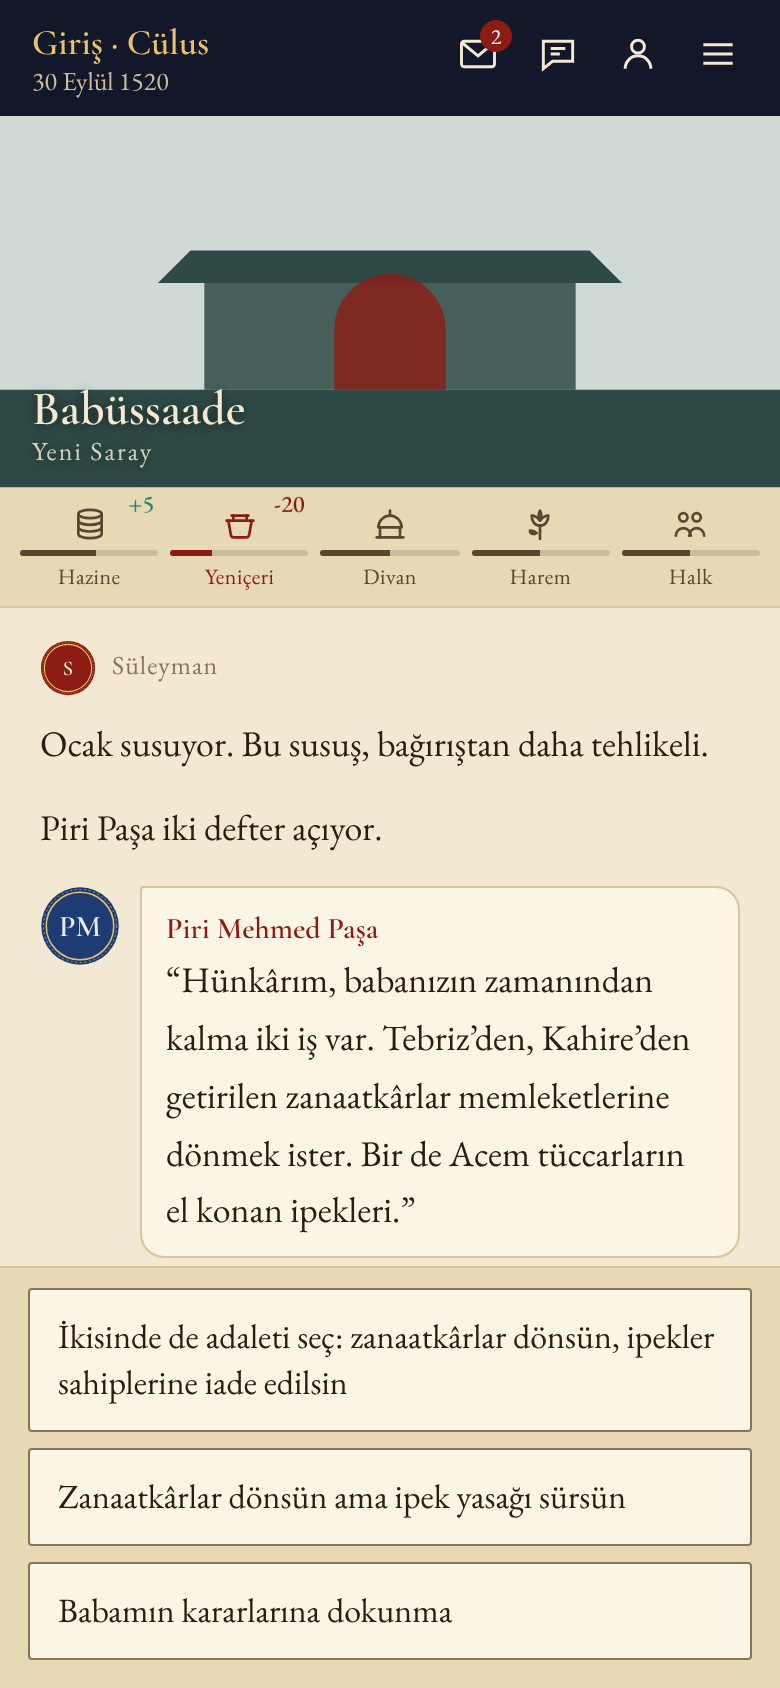 Giriş · Cülus
30 Eylül 1520
2
Babüssaade
Yeni Saray
+5
-20
Hazine
Yeniçeri
Divan
Harem
Halk
S
Süleyman
Ocak susuyor. Bu susuş, bağırıştan daha tehlikeli.
Piri Paşa iki defter açıyor.
PM
Piri Mehmed Paşa
“Hünkârım, babanızın zamanından
kalma iki iş var. Tebriz’den, Kahire’den
getirilen zanaatkârlar memleketlerine
dönmek ister. Bir de Acem tüccarların
el konan ipekleri.”
İkisinde de adaleti seç: zanaatkârlar dönsün, ipekler
sahiplerine iade edilsin
Zanaatkârlar dönsün ama ipek yasağı sürsün
Babamın kararlarına dokunma